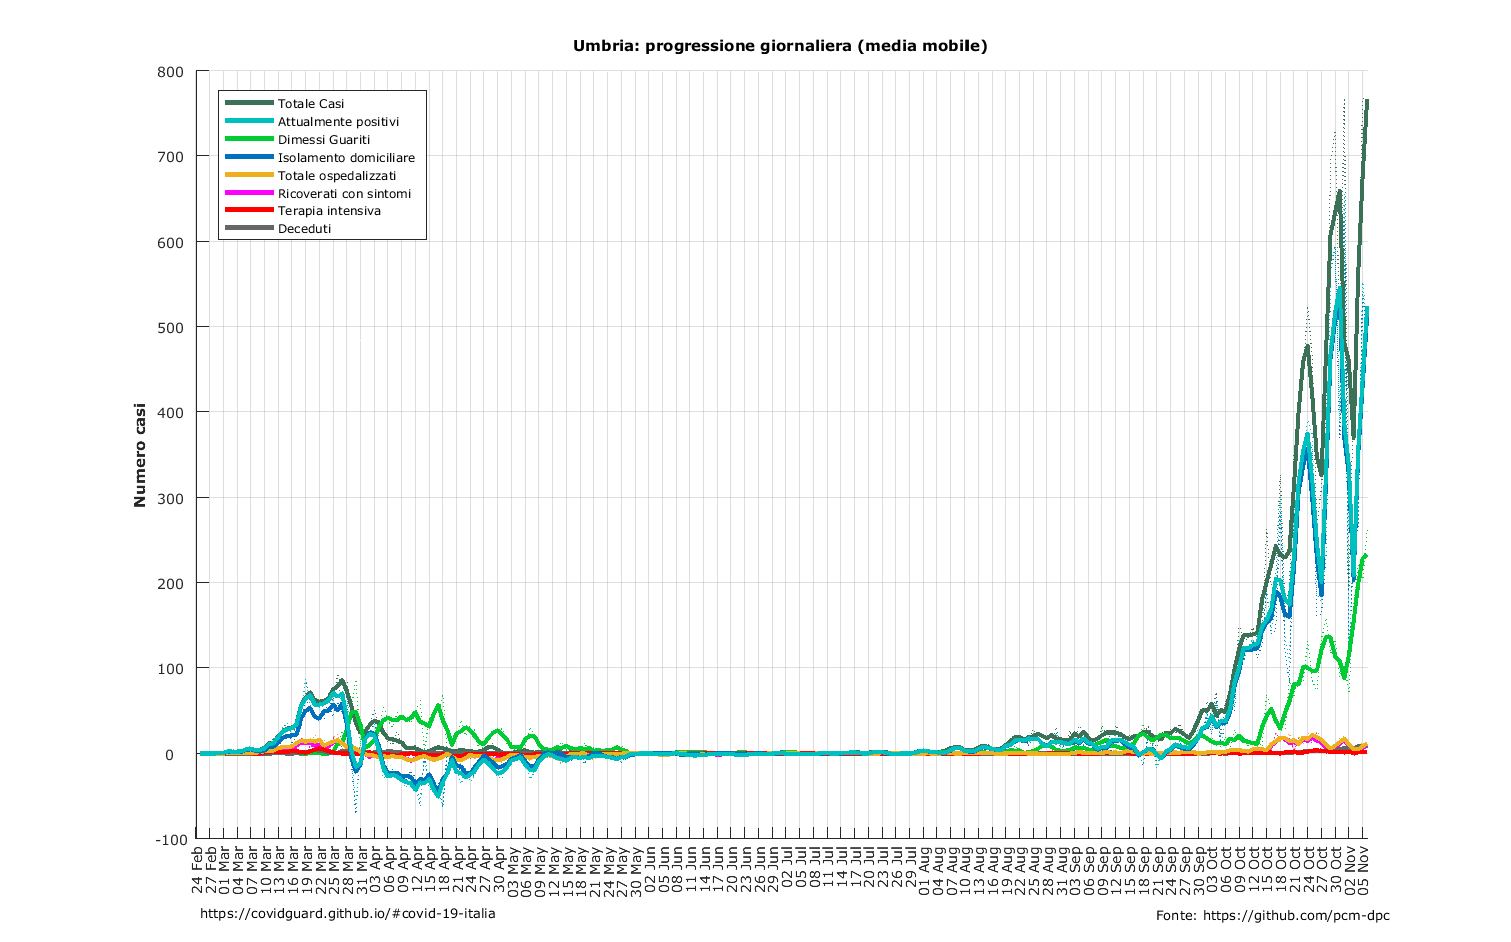 Umbria: progressione giornaliera (media mobile)
800
700
600
500
400
300
200
100
0
-100
Numero casi
Totale Casi
Attualmente positivi
Dimessi Guariti
Isolamento domiciliare
Totale ospedalizzati
Ricoverati con sintomi
Terapia intensiva
Deceduti
24 Feb
27 Feb
01 Mar
04 Mar
07 Mar
10 Mar
13 Mar
16 Mar
19 Mar
22 Mar
25 Mar
28 Mar
31 Mar
03 Apr
06 Apr
09 Apr
12 Apr
15 Apr
18 Apr
21 Apr
24 Apr
27 Apr
30 Apr
03 May
06 May
09 May
12 May
15 May
18 May
21 May
24 May
27 May
30 May
02 Jun
05 Jun
08 Jun
11 Jun
14 Jun
17 Jun
20 Jun
23 Jun
26 Jun
29 Jun
02 Jul
05 Jul
08 Jul
11 Jul
14 Jul
17 Jul
20 Jul
23 Jul
26 Jul
29 Jul
01 Aug
04 Aug
07 Aug
10 Aug
13 Aug
16 Aug
19 Aug
22 Aug
25 Aug
28 Aug
31 Aug
03 Sep
06 Sep
09 Sep
12 Sep
15 Sep
18 Sep
21 Sep
24 Sep
27 Sep
30 Sep
03 Oct
06 Oct
09 Oct
12 Oct
15 Oct
18 Oct
21 Oct
24 Oct
27 Oct
30 Oct
02 Nov
05 Nov
https://covidguard.github.io/#covid-19-italia
Fonte: https://github.com/pcm-dpc